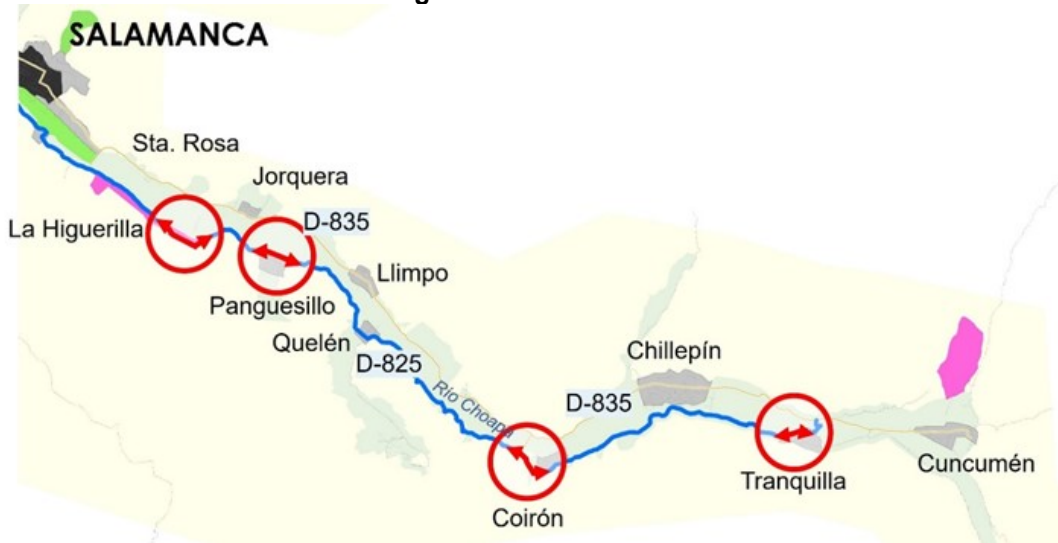 SALAMANCA
Sta. Rosa
Jorquera
La Higuerilla
D-835
Panguesillo
Llimpo
Quelén
D-825
Río Choapa
Chillepín
D-835
Coirón
Tranquilla
Cuncumén